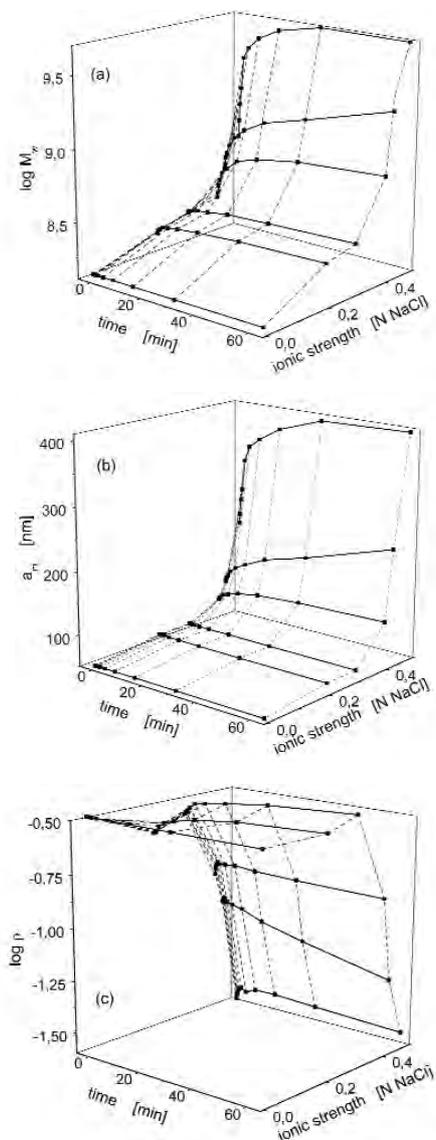 (a)
9,5
9,0
8,5
log M_w
0
20
40
60
time [min]
0,0
0,2
0,4
ionic strength [N NaCl]
(b)
400
300
200
100
a_H [nm]
0
20
40
60
time [min]
0,0
0,2
0,4
ionic strength [N NaCl]
-0,50
-0,75
-1,00
-1,25
-1,50
log ρ
(c)
0
20
40
60
time [min]
0,0
0,2
0,4
ionic strength [N NaCl]